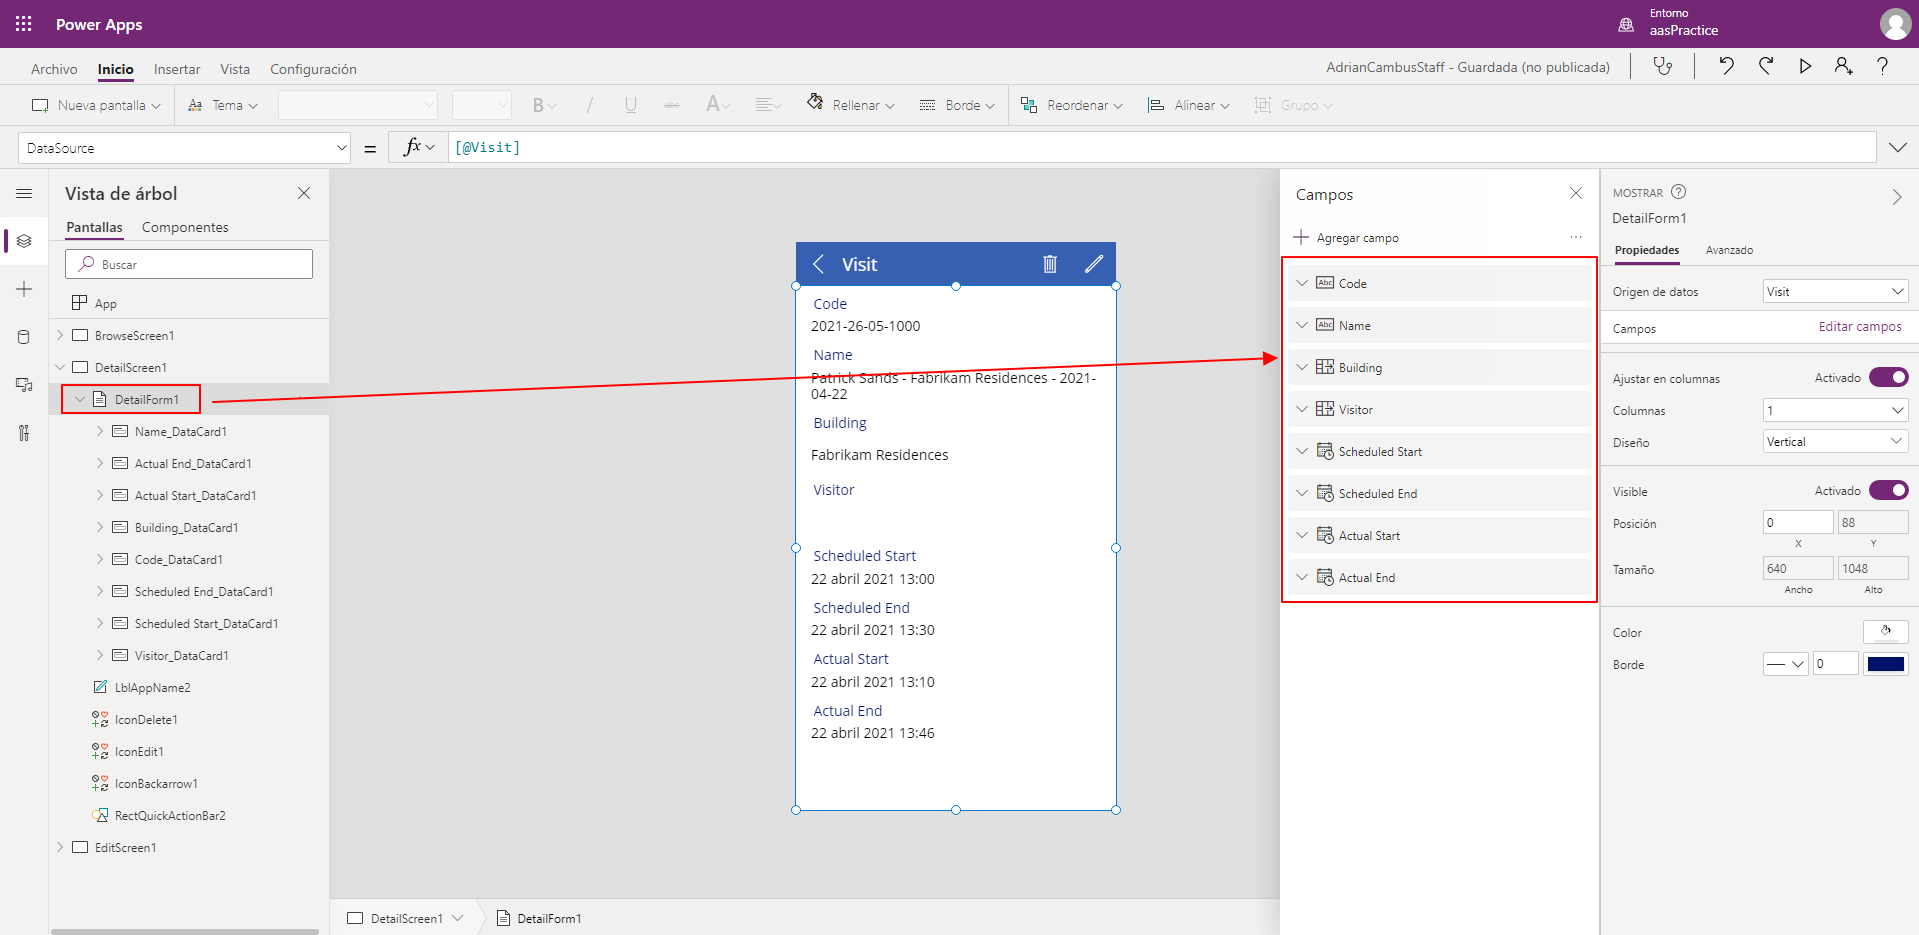 Power Apps
Entorno
aasPractice
Archivo
Inicio
Insertar
Vista
Configuración
AdrianCambusStaff - Guardada (no publicada)
?
Nueva pantalla
Aa
Tema
B
/
U
abc
A
Rellenar
Borde
Reordenar
Alinear
Grupo
DataSource
=
fx
[@Visit]
Vista de árbol
Pantallas
Componentes
Buscar
App
BrowseScreen1
DetailScreen1
DetailForm1
Name_DataCard1
Actual End_DataCard1
Actual Start_DataCard1
Building_DataCard1
Code_DataCard1
Scheduled End_DataCard1
Scheduled Start_DataCard1
Visitor_DataCard1
LblAppName2
IconDelete1
IconEdit1
IconBackarrow1
RectQuickActionBar2
EditScreen1
Visit
Code
2021-26-05-1000
Name
Patrick Sands - Fabrikam Residences - 2021-
04-22
Building
Fabrikam Residences
Visitor
Scheduled Start
22 abril 2021 13:00
Scheduled End
22 abril 2021 13:30
Actual Start
22 abril 2021 13:10
Actual End
22 abril 2021 13:46
DetailScreen1
DetailForm1
Campos
Agregar campo
...
Abc Code
Abc Name
Building
Visitor
Scheduled Start
Scheduled End
Actual Start
Actual End
MOSTRAR ?
DetailForm1
Propiedades
Avanzado
Origen de datos
Visit
Campos
Editar campos
Ajustar en columnas
Activado
Columnas
1
Diseño
Vertical
Visible
Activado
Posición
0
88
X
Y
Tamaño
640
1048
Ancho
Alto
Color
Borde
0